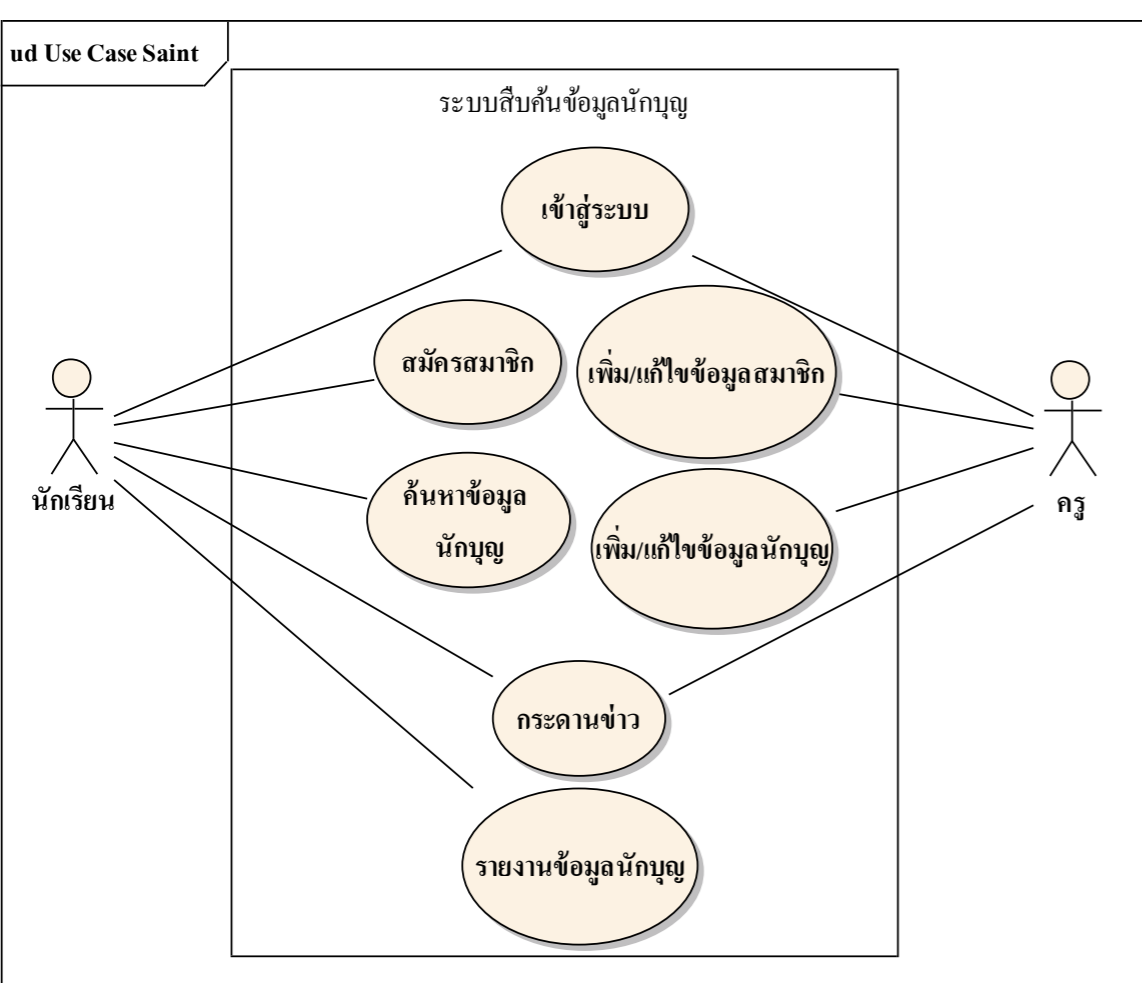 ud Use Case Saint
ระบบสืบค้นข้อมูลนักบุญ
เข้าสู่ระบบ
สมัครสมาชิก
เพิ่ม/แก้ไขข้อมูลสมาชิก
นักเรียน
ครู
ค้นหาข้อมูล
นักบุญ
เพิ่ม/แก้ไขข้อมูลนักบุญ
กระดานข่าว
รายงานข้อมูลนักบุญ